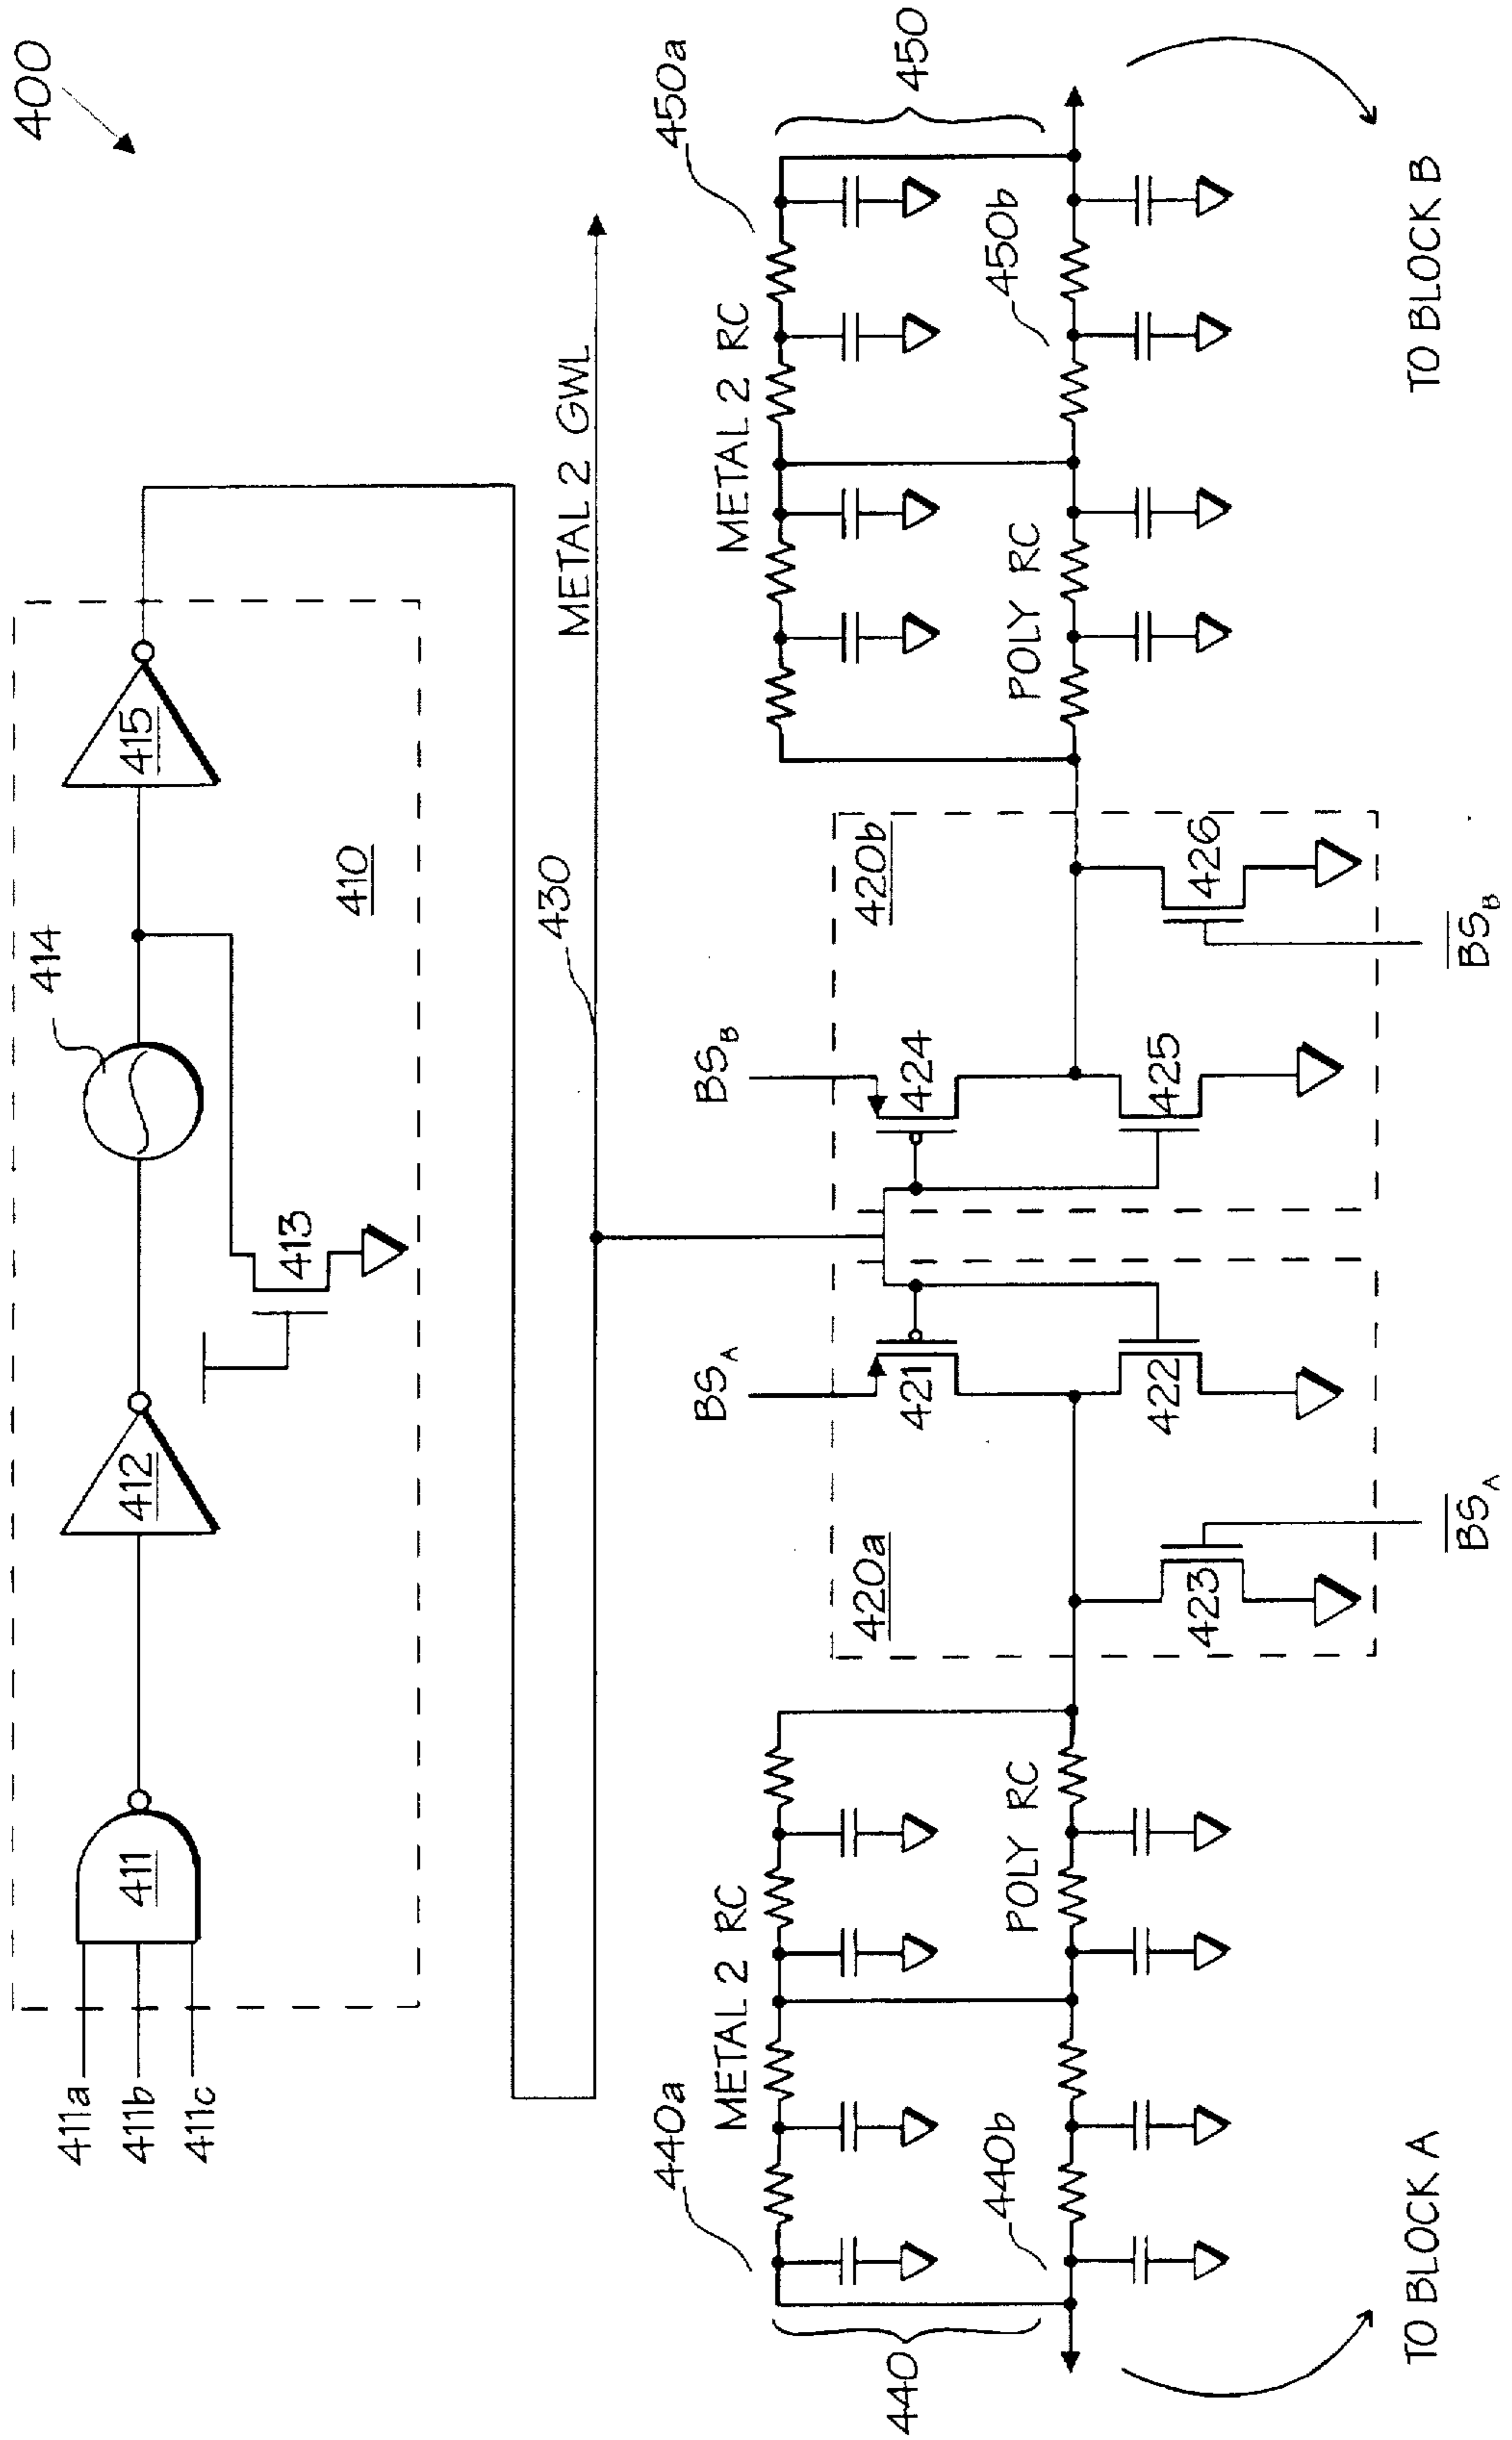 400
411a
411b
411c
411
412
413
414
415
410
METAL 2 GWL
430
440a
METAL 2 RC
440
440b
POLY RC
420a
BS_A
421
422
423
B̅S̅_A
BS_B
420b
424
425
426
B̅S̅_B
METAL 2 RC
450a
450
POLY RC
450b
TO BLOCK A
TO BLOCK B